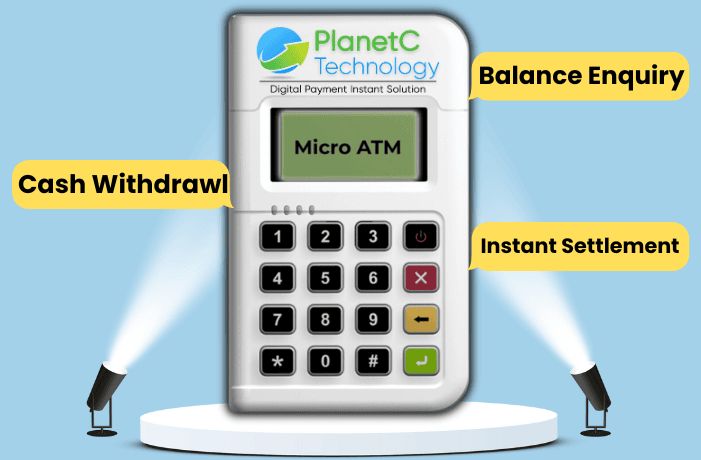 PlanetC
Technology
Digital Payment Instant Solution
Balance Enquiry
Micro ATM
Cash Withdrawl
Instant Settlement
1 2 3
4 5 6
7 8 9
* 0 #